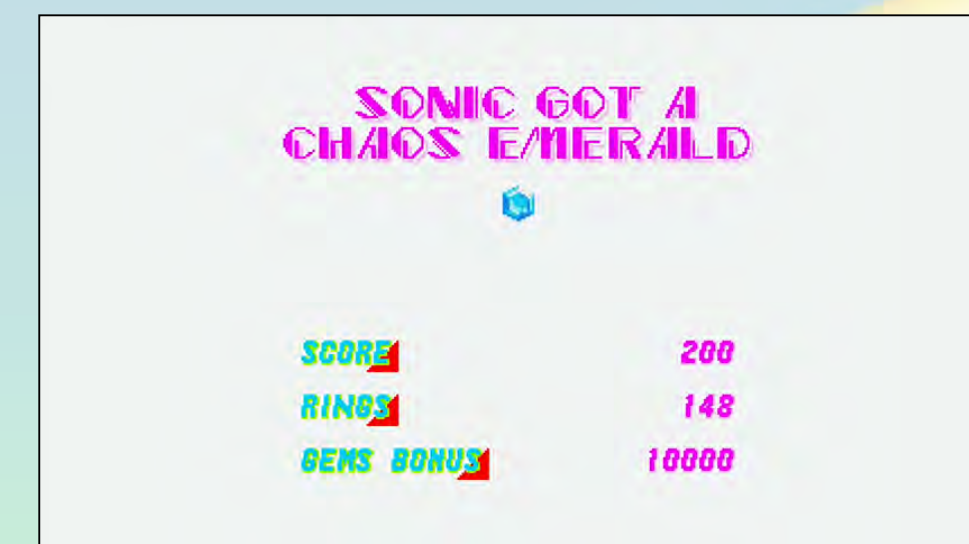 SONIC GOT A
CHAOS EMERALD
SCORE 200
RINGS 148
GEMS BONUS 10000